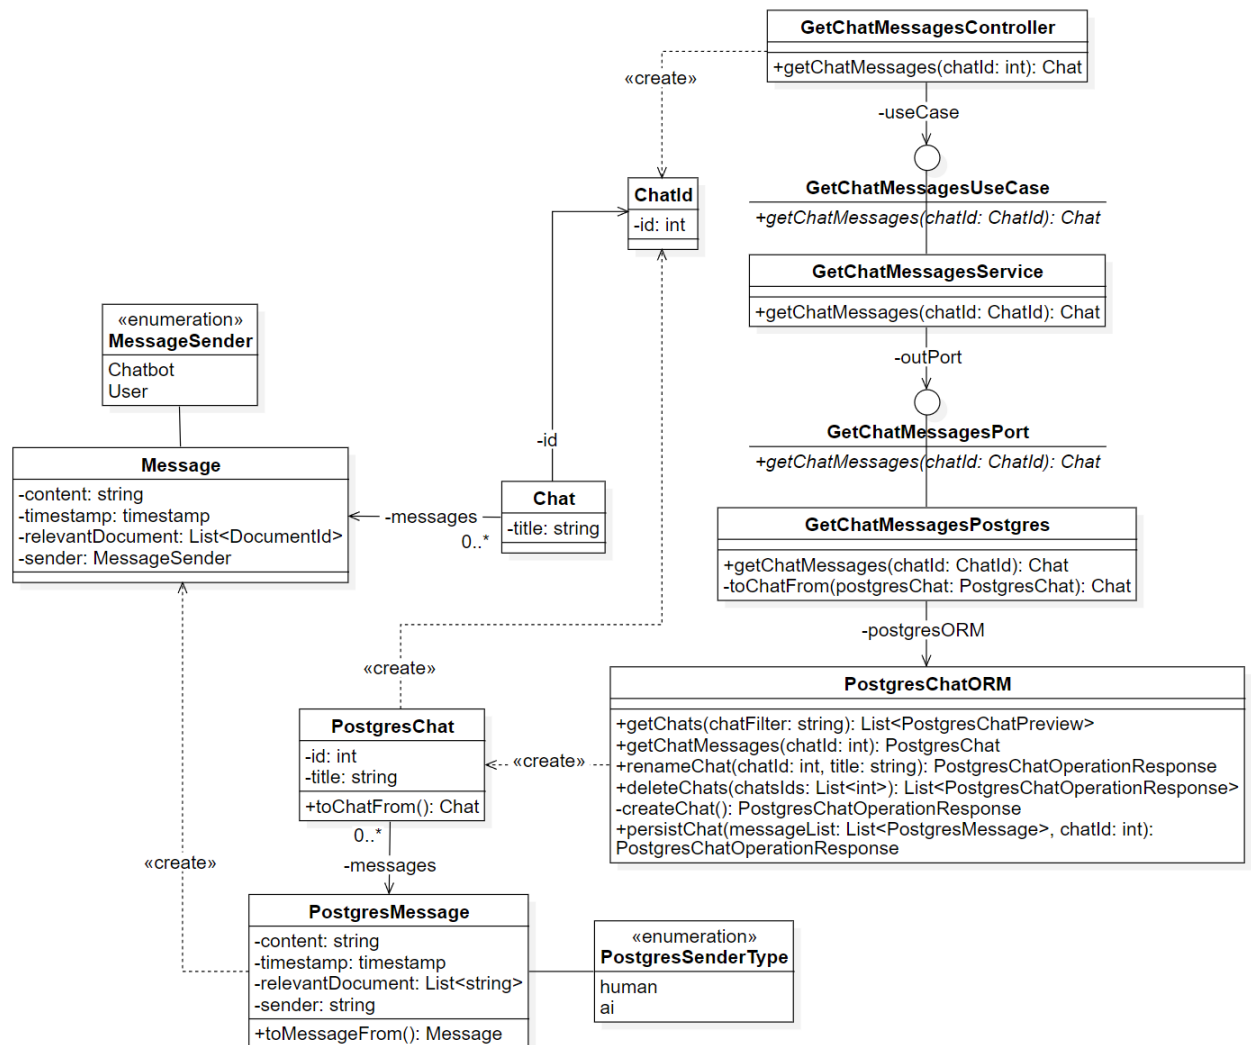 GetChatMessagesController
+getChatMessages(chatId: int): Chat
«create»
-useCase
ChatId
-id: int
GetChatMessagesUseCase
+getChatMessages(chatId: ChatId): Chat
GetChatMessagesService
+getChatMessages(chatId: ChatId): Chat
-outPort
GetChatMessagesPort
+getChatMessages(chatId: ChatId): Chat
«enumeration»
MessageSender
Chatbot
User
Message
-content: string
-timestamp: timestamp
-relevantDocument: List<DocumentId>
-sender: MessageSender
-id
-messages
0..*
Chat
-title: string
GetChatMessagesPostgres
+getChatMessages(chatId: ChatId): Chat
-toChatFrom(postgresChat: PostgresChat): Chat
-postgresORM
«create»
PostgresChatORM
+getChats(chatFilter: string): List<PostgresChatPreview>
+getChatMessages(chatId: int): PostgresChat
+renameChat(chatId: int, title: string): PostgresChatOperationResponse
+deleteChats(chatsIds: List<int>): List<PostgresChatOperationResponse>
-createChat(): PostgresChatOperationResponse
+persistChat(messageList: List<PostgresMessage>, chatId: int):
PostgresChatOperationResponse
«create»
PostgresChat
-id: int
-title: string
+toChatFrom(): Chat
0..*
-messages
«create»
PostgresMessage
-content: string
-timestamp: timestamp
-relevantDocument: List<string>
-sender: string
+toMessageFrom(): Message
«enumeration»
PostgresSenderType
human
ai